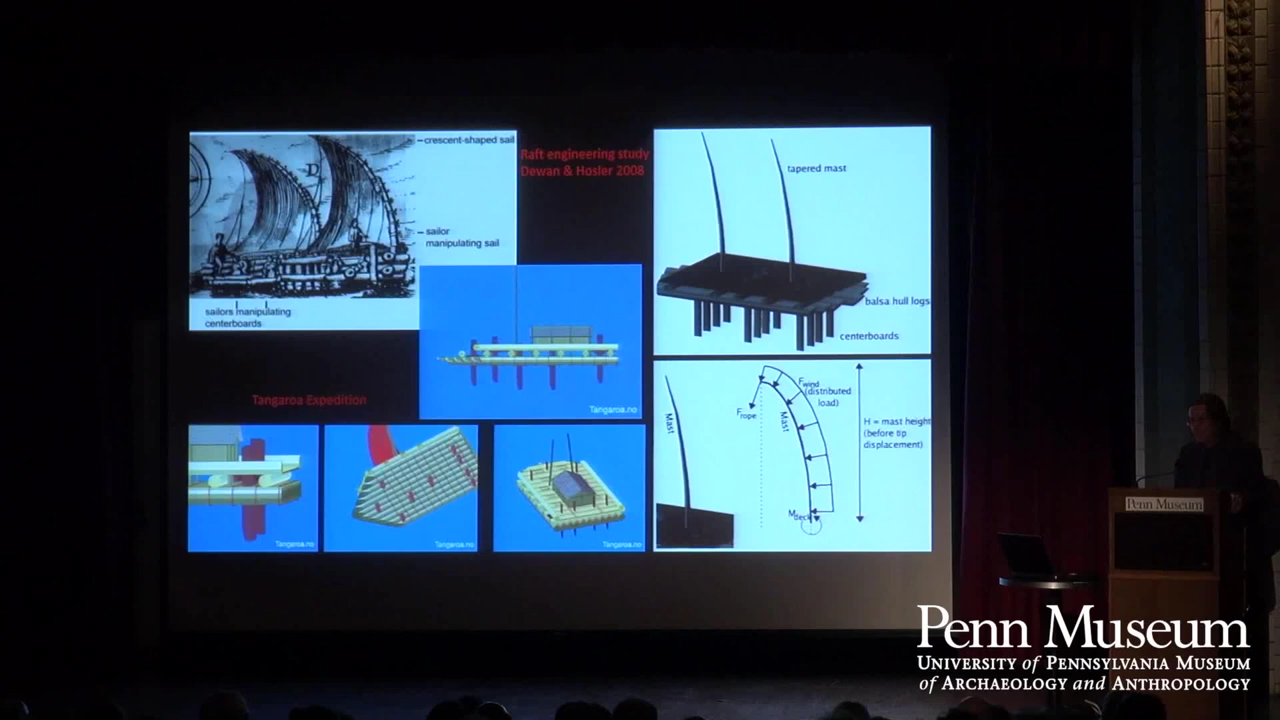 crescent-shaped sail
D
sailor
manipulating sail
sailors manipulating
centerboards
Raft engineering study
Dewan & Hosler 2008
tapered mast
balsa hull logs
centerboards
Tangaroa.no
Tangaroa Expedition
Tangaroa.no
Tangaroa.no
Tangaroa.no
Mast
Fwind
(distributed
load)
Frope
Mast
H = mast height
(before tip
displacement)
Mdeck
Penn Museum
Penn Museum
UNIVERSITY of PENNSYLVANIA MUSEUM
of ARCHAEOLOGY and ANTHROPOLOGY